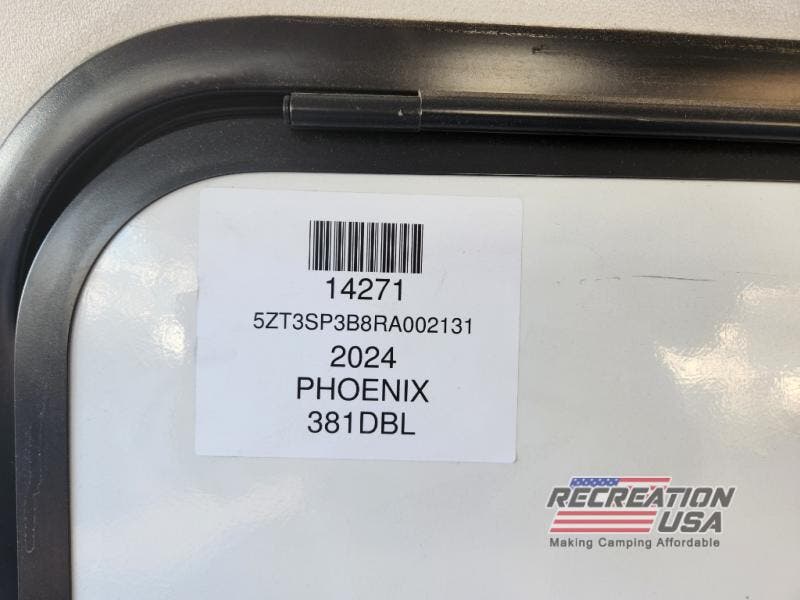 14271
5ZT3SP3B8RA002131
2024
PHOENIX
381DBL
RECREATION
USA
Making Camping Affordable